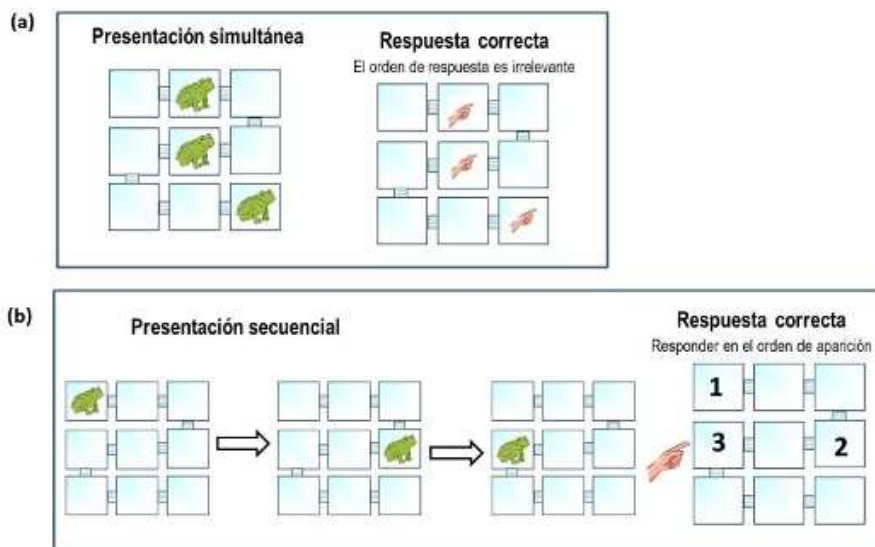 (a)
Presentación simultánea
Respuesta correcta
El orden de respuesta es irrelevante
(b)
Presentación secuencial
Respuesta correcta
Responder en el orden de aparición
1
3
2